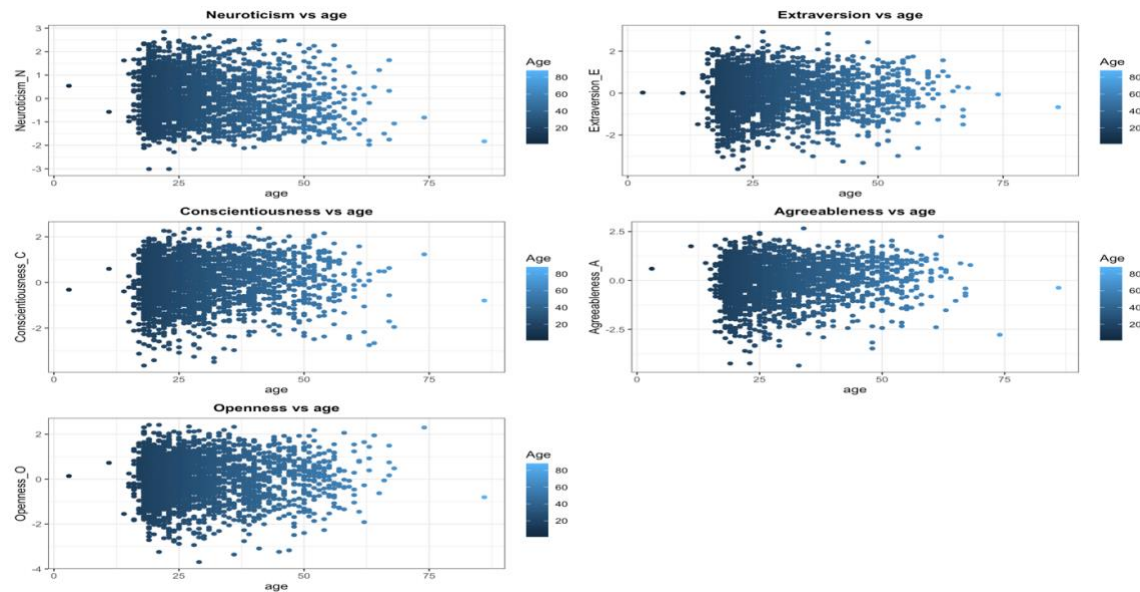 Neuroticism vs age
Neuroticism_N
3
2
1
0
-1
-2
-3
0 25 50 75
age
Age
80
60
40
20
Extraversion vs age
Extraversion_E
2
0
-2
0 25 50 75
age
Age
80
60
40
20
Conscientiousness vs age
Conscientiousness_C
2
0
-2
0 25 50 75
age
Age
80
60
40
20
Agreeableness vs age
Agreeableness_A
2.5
0.0
-2.5
0 25 50 75
age
Age
80
60
40
20
Openness vs age
Openness_O
2
0
-2
-4
0 25 50 75
age
Age
80
60
40
20